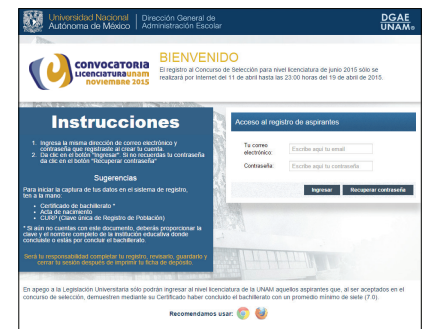 Universidad Nacional
Autónoma de México
Dirección General de
Administración Escolar
DGAE
UNAM
CONVOCATORIA
LICENCIATURAUNAM
NOVIEMBRE 2015
BIENVENIDO
El registro al Concurso de Selección para nivel licenciatura de junio 2015 sólo se
realizará por Internet del 11 de abril hasta las 23:00 horas del 19 de abril de 2015.
Instrucciones
1. Ingresa la misma dirección de correo electrónico y
contraseña que registraste al crear tu cuenta.
2. Da clic en el botón "Ingresar". Si no recuerdas tu contraseña
da clic en el botón "Recuperar contraseña"
Sugerencias
Para iniciar la captura de tus datos en el sistema de registro,
ten a la mano:
• Certificado de bachillerato *
• Acta de nacimiento
• CURP (Clave única de Registro de Población)
* Si aún no cuentas con este documento, deberás proporcionar la
clave y el nombre completo de la institución educativa donde
concluiste o estás por concluir el bachillerato.
Será tu responsabilidad completar tu registro, revisarlo, guardarlo y
cerrar tu sesión después de imprimir tu ficha de depósito.
Acceso al registro de aspirantes
Tu correo
electrónico:
Escribe aquí tu email
Contraseña:
Escribe aquí tu contraseña
Ingresar
Recuperar contraseña
En apego a la Legislación Universitaria sólo podrán ingresar al nivel licenciatura de la UNAM aquellos aspirantes que, al ser aceptados en el
concurso de selección, demuestren mediante su Certificado haber concluido el bachillerato con un promedio mínimo de siete (7.0).
Recomendamos usar: